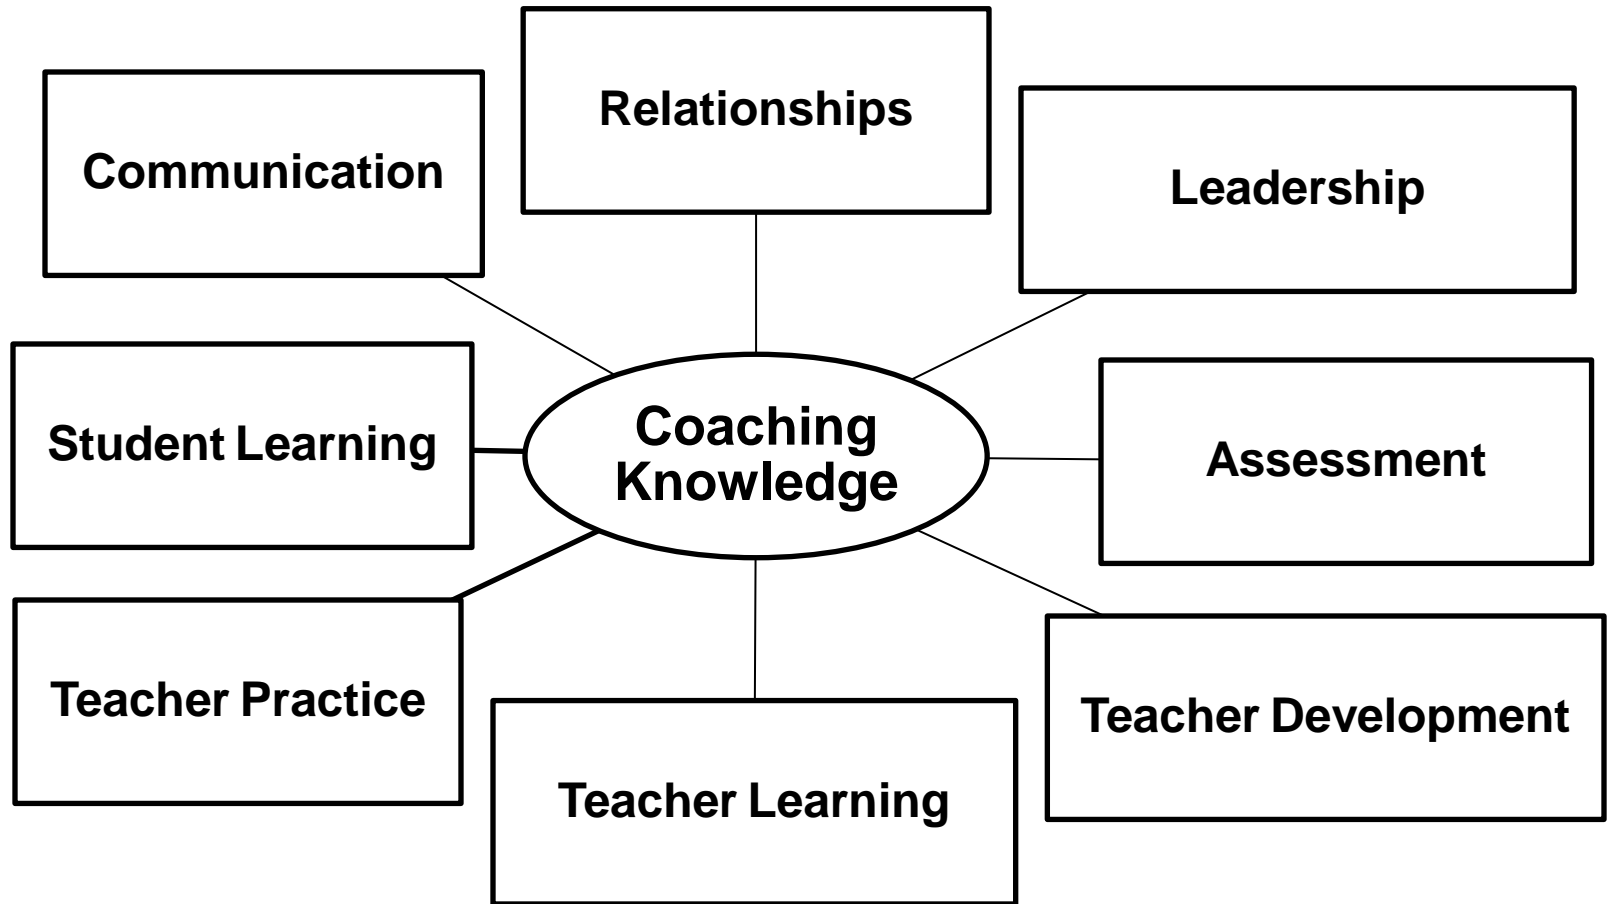 Relationships
Communication
Leadership
Student Learning
Coaching
Knowledge
Assessment
Teacher Practice
Teacher Learning
Teacher Development